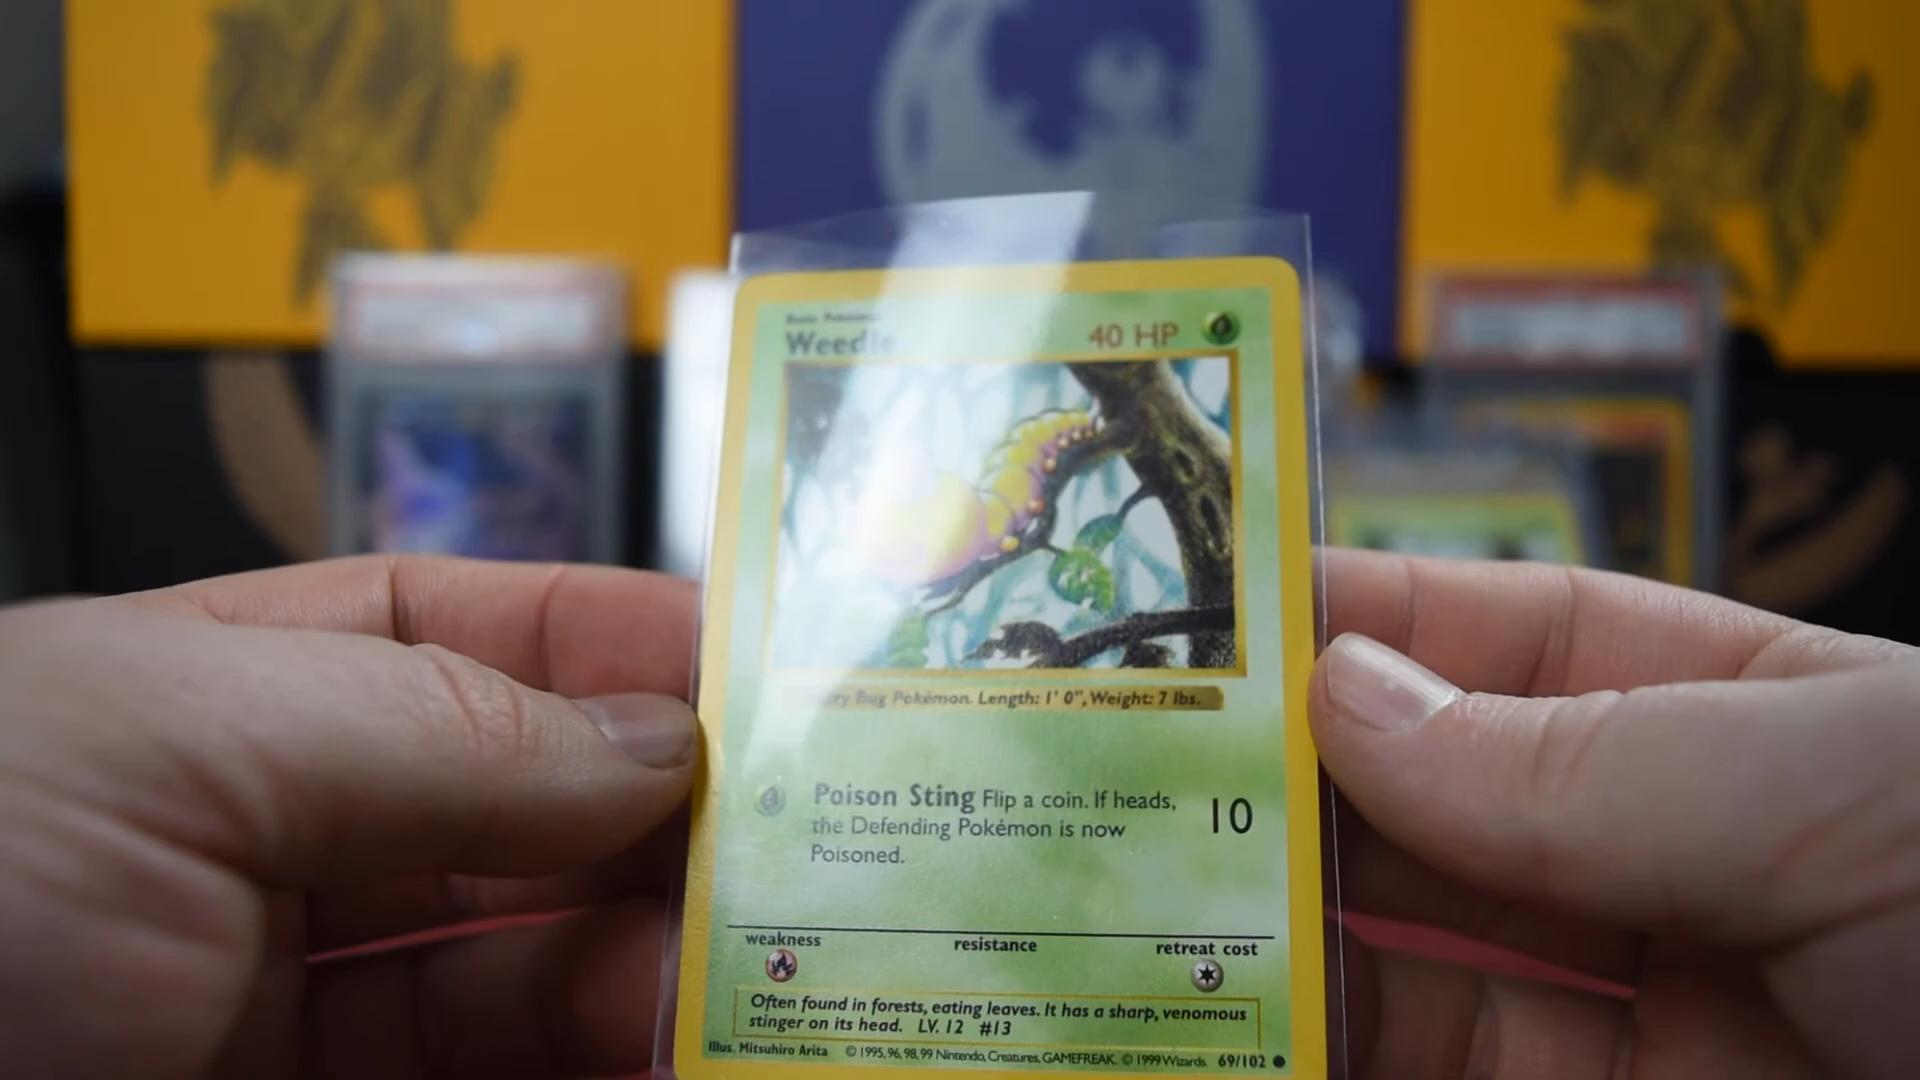 Basic Pokémon
Weedle 40 HP
ry Bug Pokémon. Length: 1' 0", Weight: 7 lbs.
Poison Sting Flip a coin. If heads, 10
the Defending Pokémon is now
Poisoned.
weakness resistance retreat cost
Often found in forests, eating leaves. It has a sharp, venomous
stinger on its head. LV. 12 #13
Illus. Mitsuhiro Arita © 1995, 96, 98, 99 Nintendo, Creatures, GAMEFREAK. © 1999 Wizards. 69/102